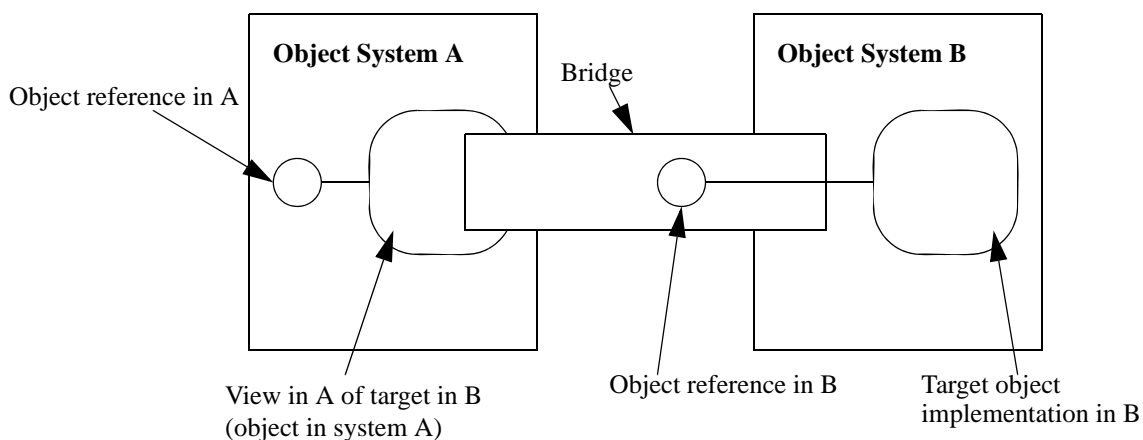 Object System A
Object System B
Bridge
Object reference in A
View in A of target in B
(object in system A)
Object reference in B
Target object
implementation in B